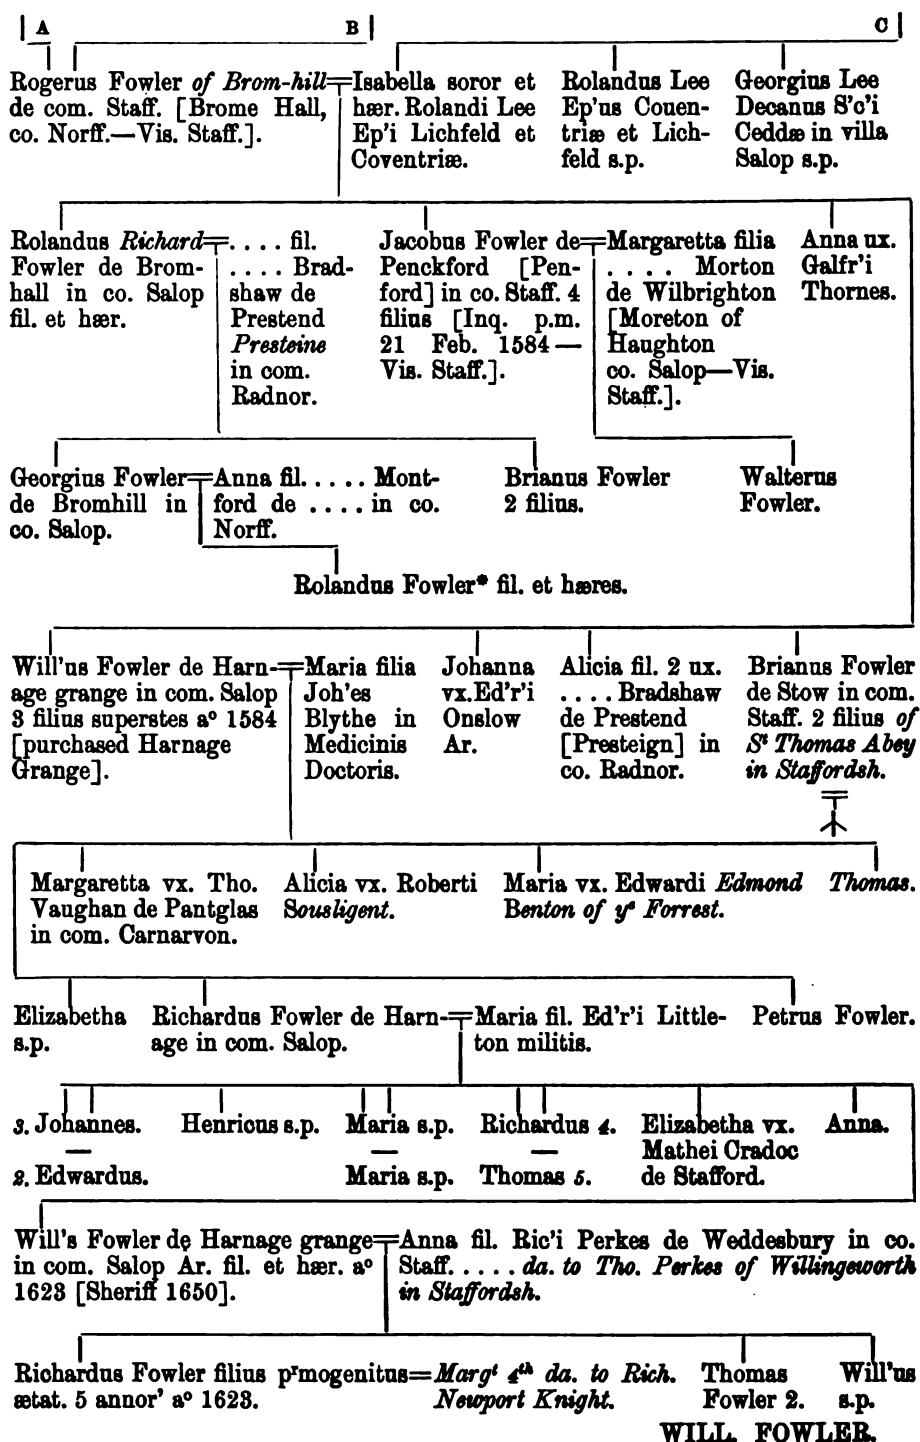 A B C
Rogerus Fowler of Brom-hill
de com. Staff. [Brome Hall,
co. Norff.—Vis. Staff.].
Isabella soror et
hær. Rolandi Lee
Ep'i Lichfeld et
Coventriæ.
Rolandus Lee
Ep'us Couen-
triæ et Lich-
feld s.p.
Georgius Lee
Decanus S'c'i
Ceddæ in villa
Salop s.p.
Rolandus Richard
Fowler de Brom-
hall in co. Salop
fil. et hær.
. . . . fil.
. . . . Brad-
shaw de
Prestend
Presteine
in com.
Radnor.
Jacobus Fowler de
Penckford [Pen-
ford] in co. Staff. 4
filius [Inq. p.m.
21 Feb. 1584—
Vis. Staff.].
Margaretta filia
. . . . Morton
de Wilbrighton
[Moreton of
Haughton
co. Salop—Vis.
Staff.].
Anna ux.
Galfr'i
Thornes.
Georgius Fowler
de Bromhill in
co. Salop.
Anna fil. . . . . Mont-
ford de . . . . in co.
Norff.
Brianus Fowler
2 filius.
Walterus
Fowler.
Rolandus Fowler* fil. et hæres.
Will'us Fowler de Harn-
age grange in com. Salop
3 filius superstes aº 1584
[purchased Harnage
Grange].
Maria filia
Joh'es
Blythe in
Medicinis
Doctoris.
Johanna
vx. Ed'r'i
Onslow
Ar.
Alicia fil. 2 ux.
. . . . Bradshaw
de Prestend
[Presteign] in
co. Radnor.
Brianus Fowler
de Stow in com.
Staff. 2 filius of
Sᵗ Thomas Abey
in Staffordsh.
Margaretta vx. Tho.
Vaughan de Pantglas
in com. Carnarvon.
Alicia vx. Roberti
Sousligent.
Maria vx. Edwardi Edmond
Benton of yᵉ Forrest.
Thomas.
Elizabetha
s.p.
Richardus Fowler de Harn-
age in com. Salop.
Maria fil. Ed'r'i Little-
ton militis.
Petrus Fowler.
3. Johannes.
2. Edwardus.
Henricus s.p.
Maria s.p.
Maria s.p.
Richardus 4.
Thomas 5.
Elizabetha vx.
Mathei Cradoc
de Stafford.
Anna.
Will's Fowler de Harnage grange
in com. Salop Ar. fil. et hær. aº
1623 [Sheriff 1650].
Anna fil. Ric'i Perkes de Weddesbury in co.
Staff. . . . . da. to Tho. Perkes of Willingeworth
in Staffordsh.
Richardus Fowler filius pʳmogenitus
ætat. 5 annor' aº 1623.
Margᵗ 4ᵗʰ da. to Rich.
Newport Knight.
Thomas
Fowler 2.
Will'us
s.p.
WILL. FOWLER.